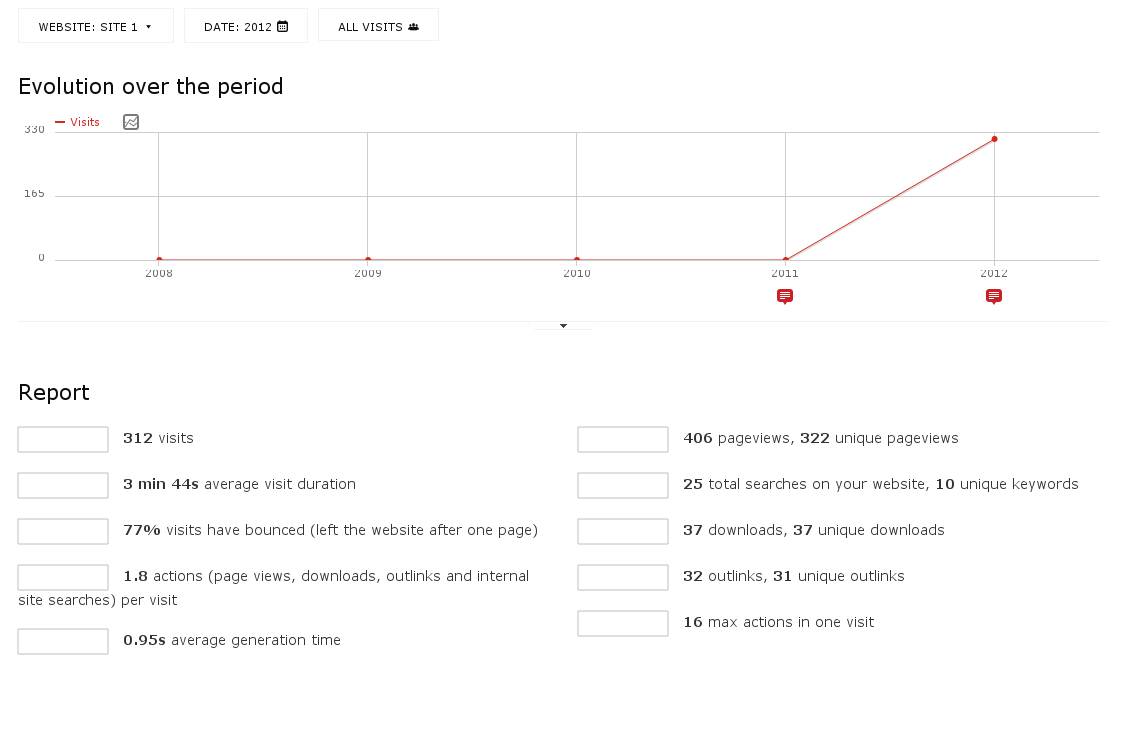 WEBSITE: SITE 1 DATE: 2012 ALL VISITS
Evolution over the period
Visits
330
165
0
2008 2009 2010 2011 2012
Report
312 visits
3 min 44s average visit duration
77% visits have bounced (left the website after one page)
1.8 actions (page views, downloads, outlinks and internal
site searches) per visit
0.95s average generation time
406 pageviews, 322 unique pageviews
25 total searches on your website, 10 unique keywords
37 downloads, 37 unique downloads
32 outlinks, 31 unique outlinks
16 max actions in one visit